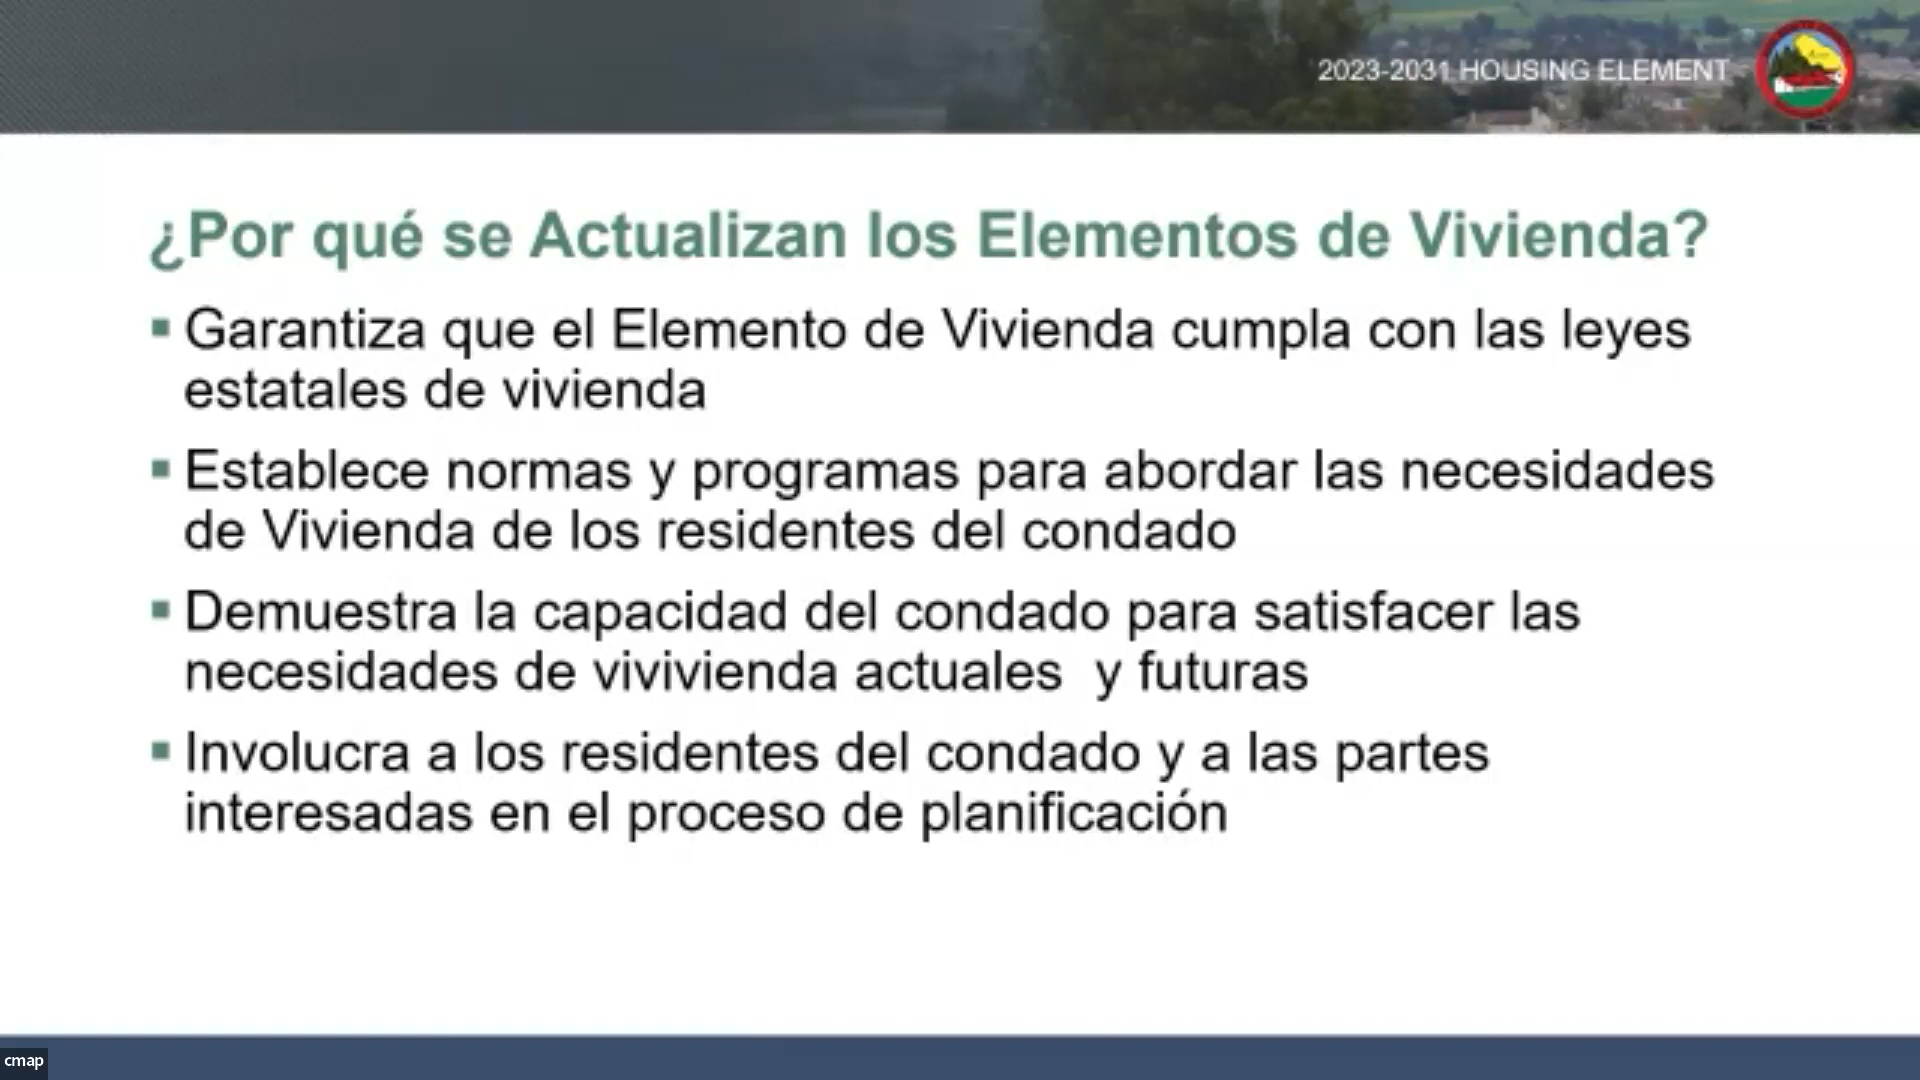 2023-2031 HOUSING ELEMENT
¿Por qué se Actualizan los Elementos de Vivienda?
▪ Garantiza que el Elemento de Vivienda cumpla con las leyes
estatales de vivienda
▪ Establece normas y programas para abordar las necesidades
de Vivienda de los residentes del condado
▪ Demuestra la capacidad del condado para satisfacer las
necesidades de vivivienda actuales  y futuras
▪ Involucra a los residentes del condado y a las partes
interesadas en el proceso de planificación
cmap